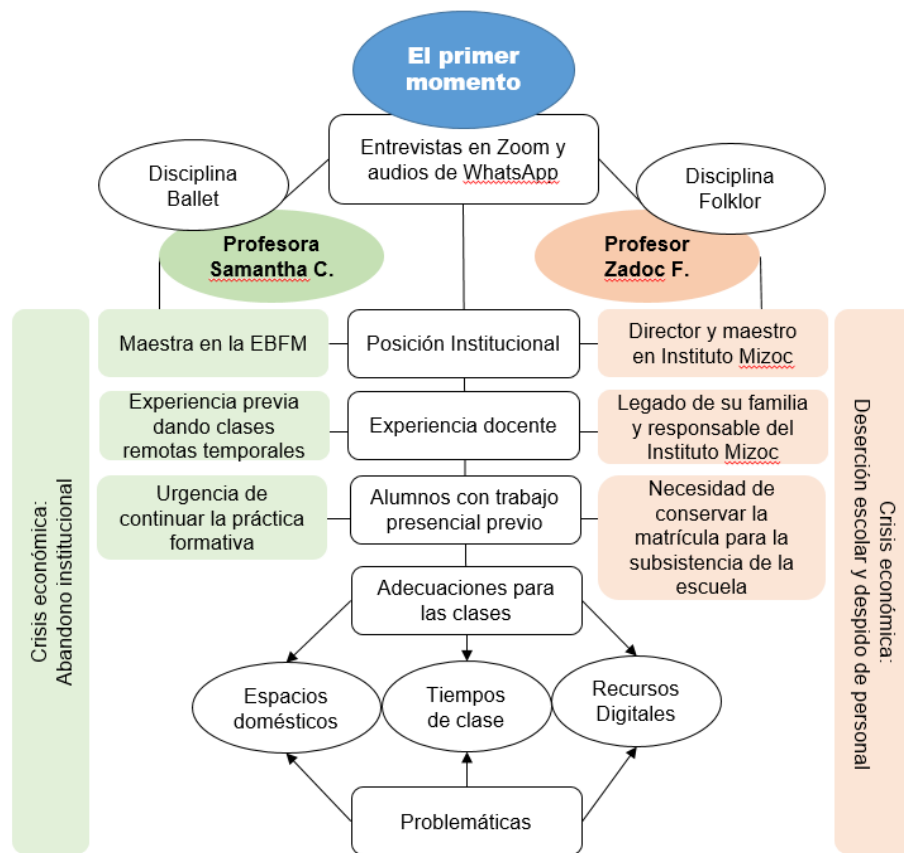 El primer
momento
Entrevistas en Zoom y
audios de WhatsApp
Disciplina
Ballet
Disciplina
Folklor
Profesora
Samantha C.
Profesor
Zadoc F.
Crisis económica:
Abandono institucional
Maestra en la EBFM
Posición Institucional
Director y maestro
en Instituto Mizoc
Experiencia previa
dando clases
remotas temporales
Experiencia docente
Legado de su familia
y responsable del
Instituto Mizoc
Urgencia de
continuar la práctica
formativa
Alumnos con trabajo
presencial previo
Necesidad de
conservar la
matrícula para la
subsistencia de la
escuela
Crisis económica:
Deserción escolar y despido de personal
Adecuaciones para
las clases
Espacios
domésticos
Tiempos
de clase
Recursos
Digitales
Problemáticas